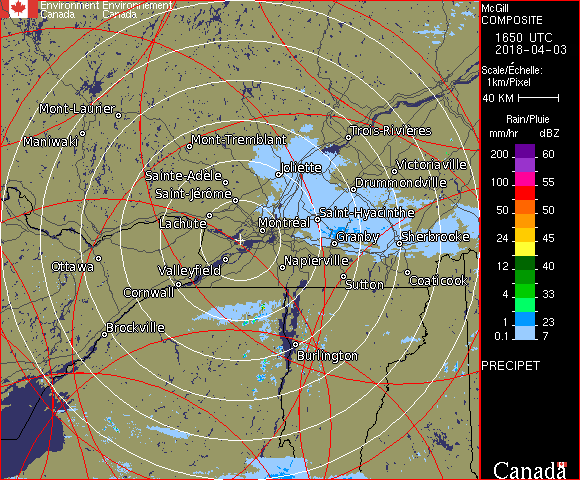 Environment Environnement
Canada Canada
McGill
COMPOSITE
1650 UTC
2018-04-03
Scale/Échelle:
1km/Pixel
40 KM
Rain/Pluie
mm/hr dBZ
200 60
100 55
50 50
24 45
12 40
4 33
1 23
0.1 7
PRECIPET
Canada
Mont-Laurier
Maniwaki
Mont-Tremblant
Trois-Rivières
Joliette
Victoriaville
Sainte-Adèle
Drummondville
Saint-Jérôme
Saint-Hyacinthe
Lachute
Montréal
Granby
Sherbrooke
Ottawa
Valleyfield
Napierville
Cornwall
Sutton
Coaticook
Brockville
Burlington